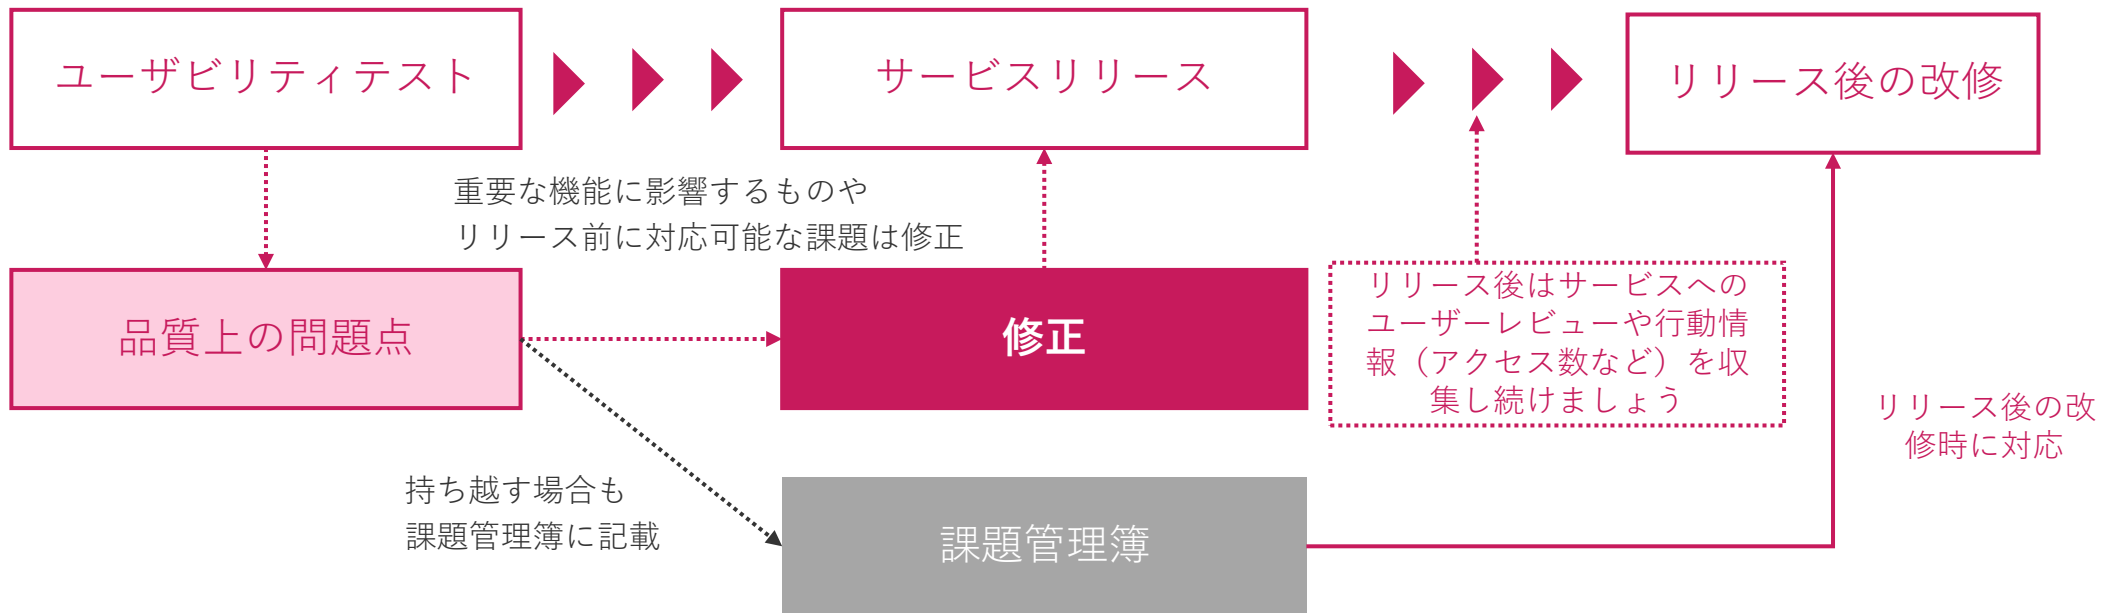 ユーザビリティテスト
サービスリリース
リリース後の改修
重要な機能に影響するものや
リリース前に対応可能な課題は修正
品質上の問題点
修正
リリース後はサービスへの
ユーザーレビューや行動情
報（アクセス数など）を収
集し続けましょう
リリース後の改
修時に対応
持ち越す場合も
課題管理簿に記載
課題管理簿